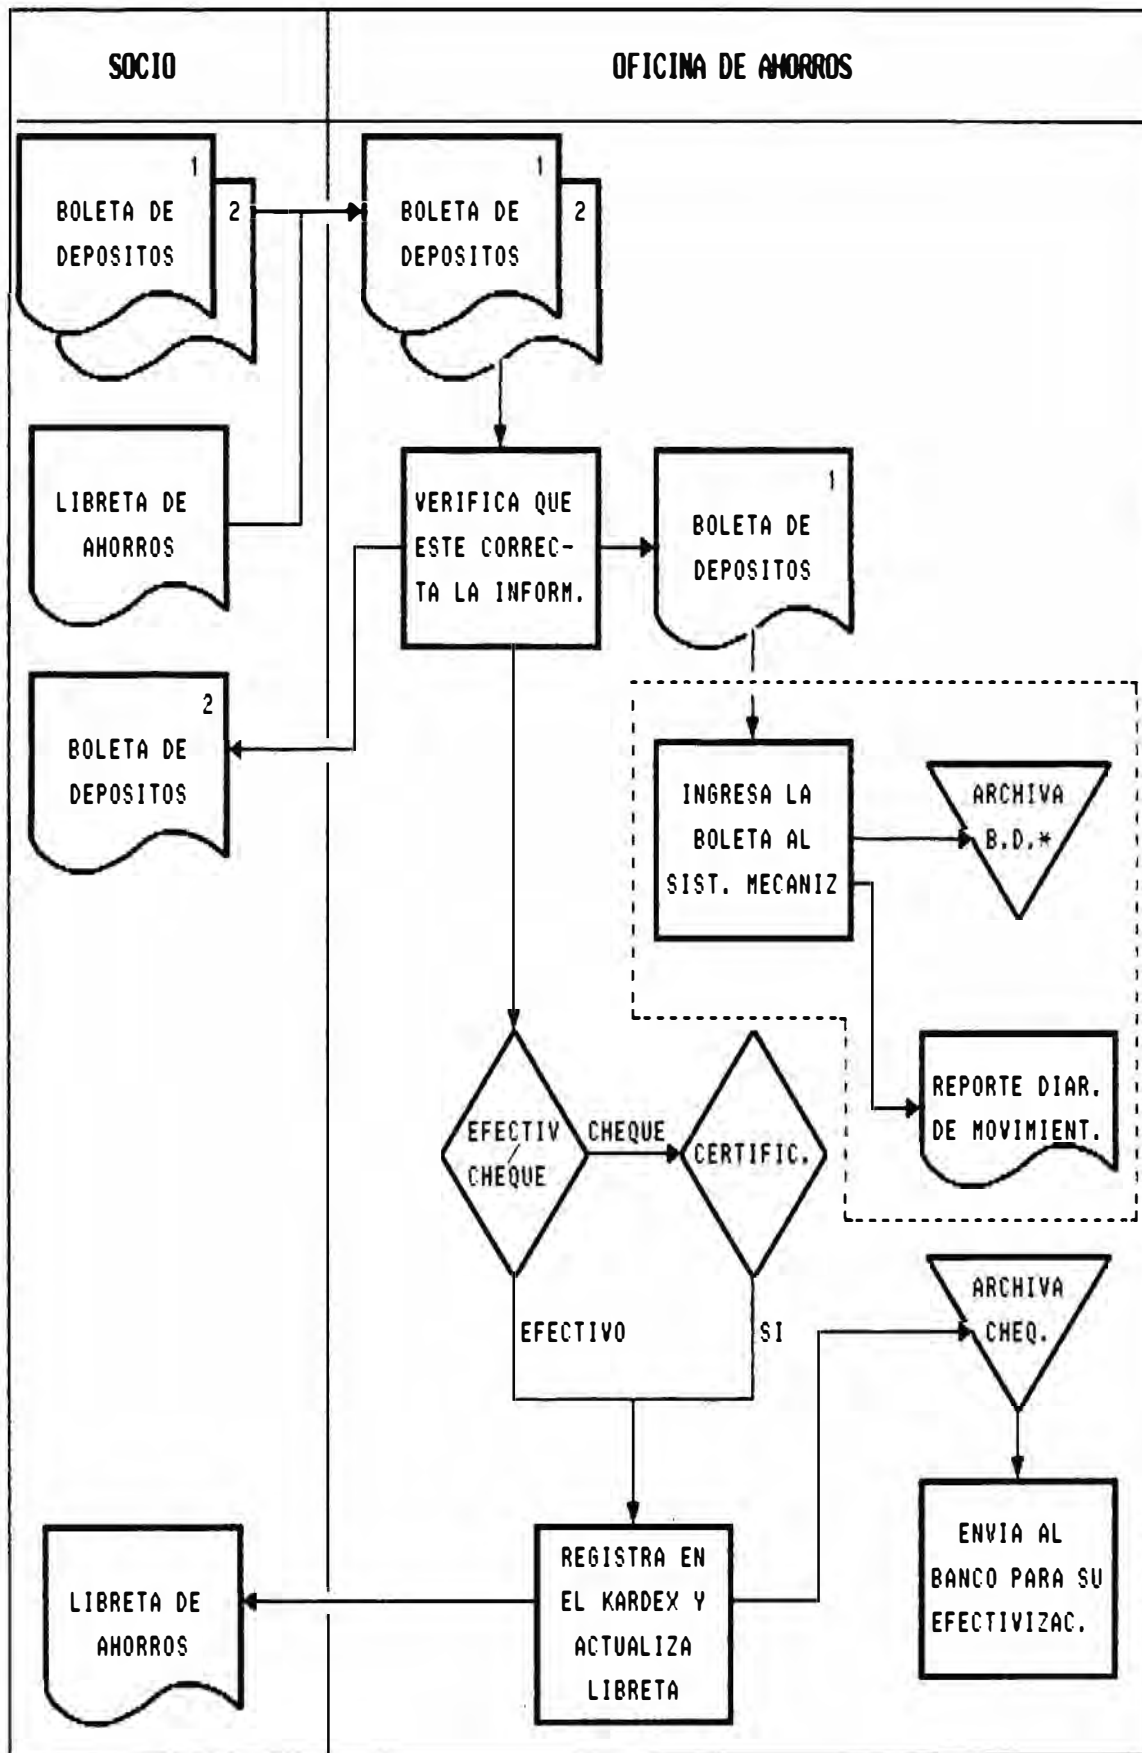 SOCIO
OFICINA DE AHORROS
1
BOLETA DE
DEPOSITOS
2
1
BOLETA DE
DEPOSITOS
2
LIBRETA DE
AHORROS
VERIFICA QUE
ESTE CORREC-
TA LA INFORM.
1
BOLETA DE
DEPOSITOS
2
BOLETA DE
DEPOSITOS
INGRESA LA
BOLETA AL
SIST. MECANIZ
ARCHIVA
B.D.*
REPORTE DIAR.
DE MOVIMIENT.
EFECTIV
/
CHEQUE
CHEQUE
CERTIFIC.
EFECTIVO
SI
ARCHIVA
CHEQ.
ENVIA AL
BANCO PARA SU
EFECTIVIZAC.
REGISTRA EN
EL KARDEX Y
ACTUALIZA
LIBRETA
LIBRETA DE
AHORROS